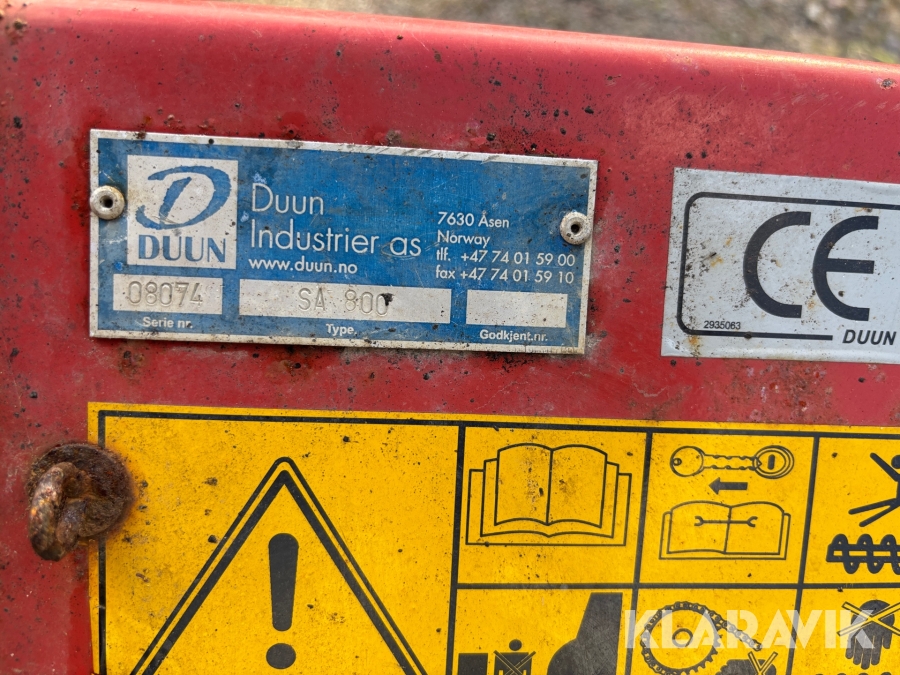 DUUN
Duun
Industrier as
www.duun.no
7630 Åsen
Norway
tlf. +47 74 01 59 00
fax +47 74 01 59 10
08074
SA 800
Serie nr.
Type.
Godkjent.nr.
CE
2935063
DUUN
KLARAVIK